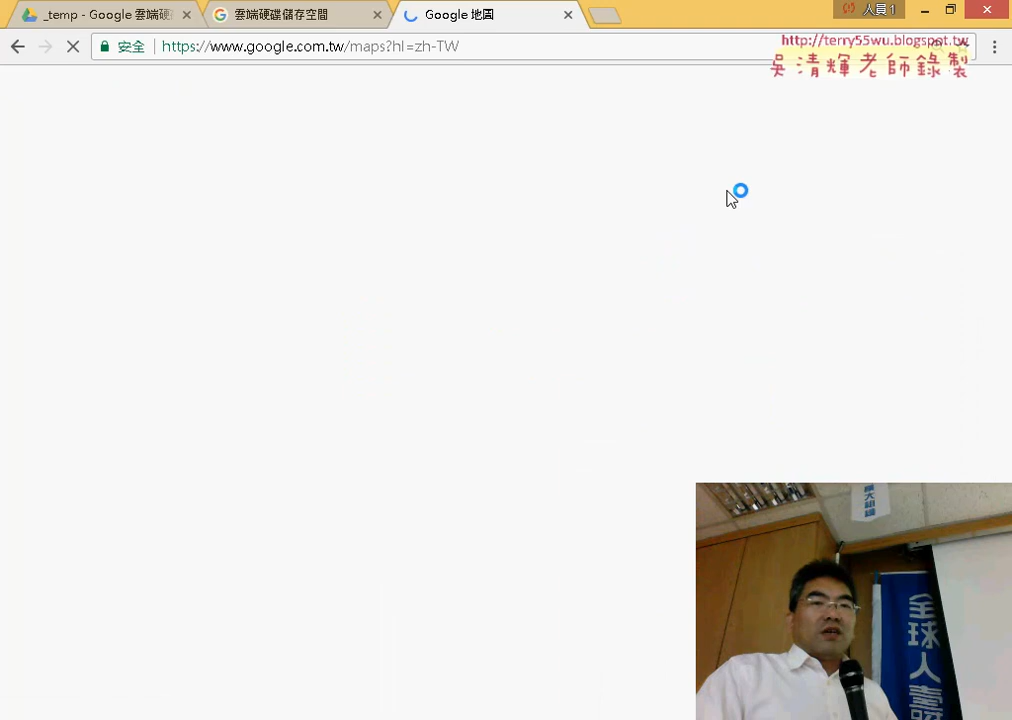 _temp - Google 雲端硬
雲端硬碟儲存空間
Google 地圖
人員 1
安全
https://www.google.com.tw/maps?hl=zh-TW
http://terry55wu.blogspot.tw
吳清輝老師錄製
全球人壽